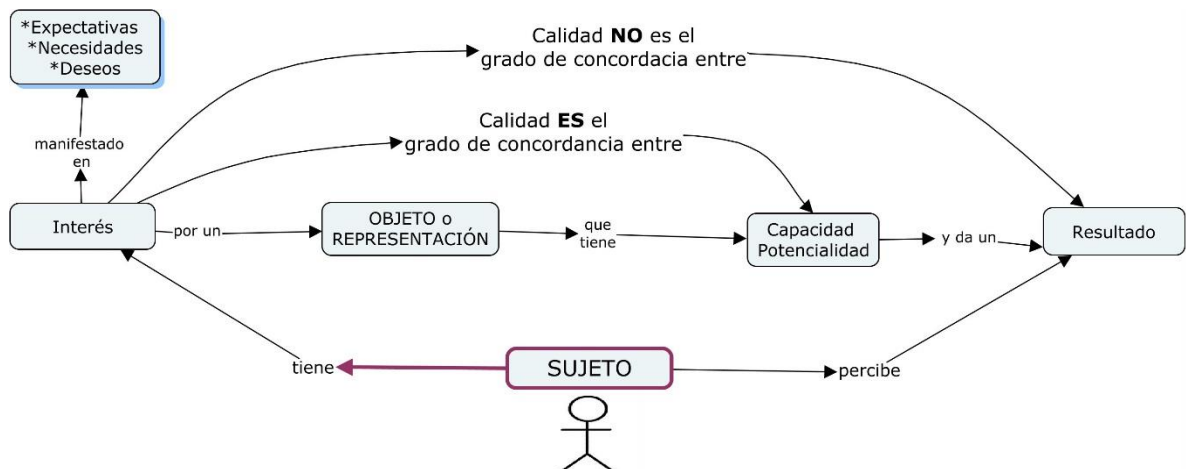 *Expectativas
*Necesidades
*Deseos
Calidad NO es el
grado de concordacia entre
Calidad ES el
grado de concordancia entre
manifestado
en
Interés
por un
OBJETO o
REPRESENTACIÓN
que
tiene
Capacidad
Potencialidad
y da un
Resultado
tiene
SUJETO
percibe